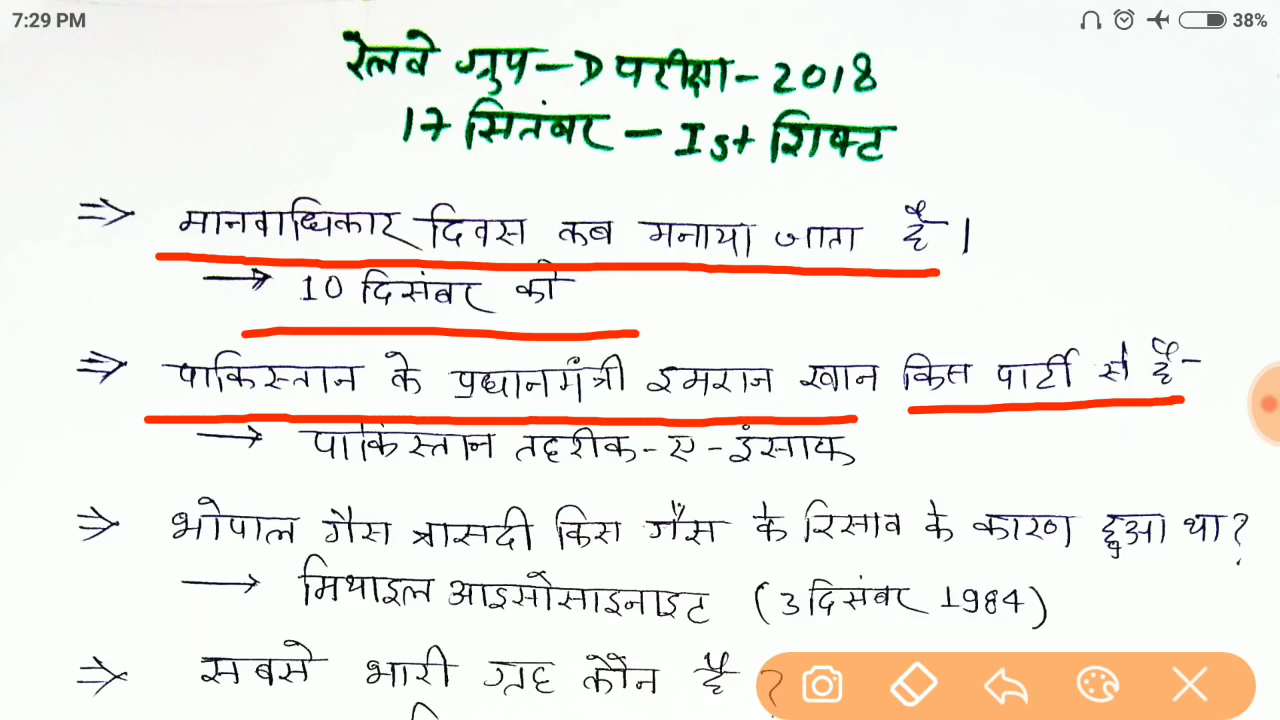 7:29 PM
38%
रेलवे ग्रुप-D परीक्षा-2018
17 सितंबर - Ist शिफ्ट
⇒ मानवाधिकार दिवस कब मनाया जाता है।
→ 10 दिसंबर को
⇒ पाकिस्तान के प्रधानमंत्री इमरान खान किस पार्टी से है-
→ पाकिस्तान तहरीक-ए-इंसाफ
⇒ भोपाल गैस त्रासदी किस गैस के रिसाव के कारण हुआ था?
→ मिथाइल आइसोसाइनाइट (3 दिसंबर 1984)
⇒ सबसे भारी ग्रह कौन है ?